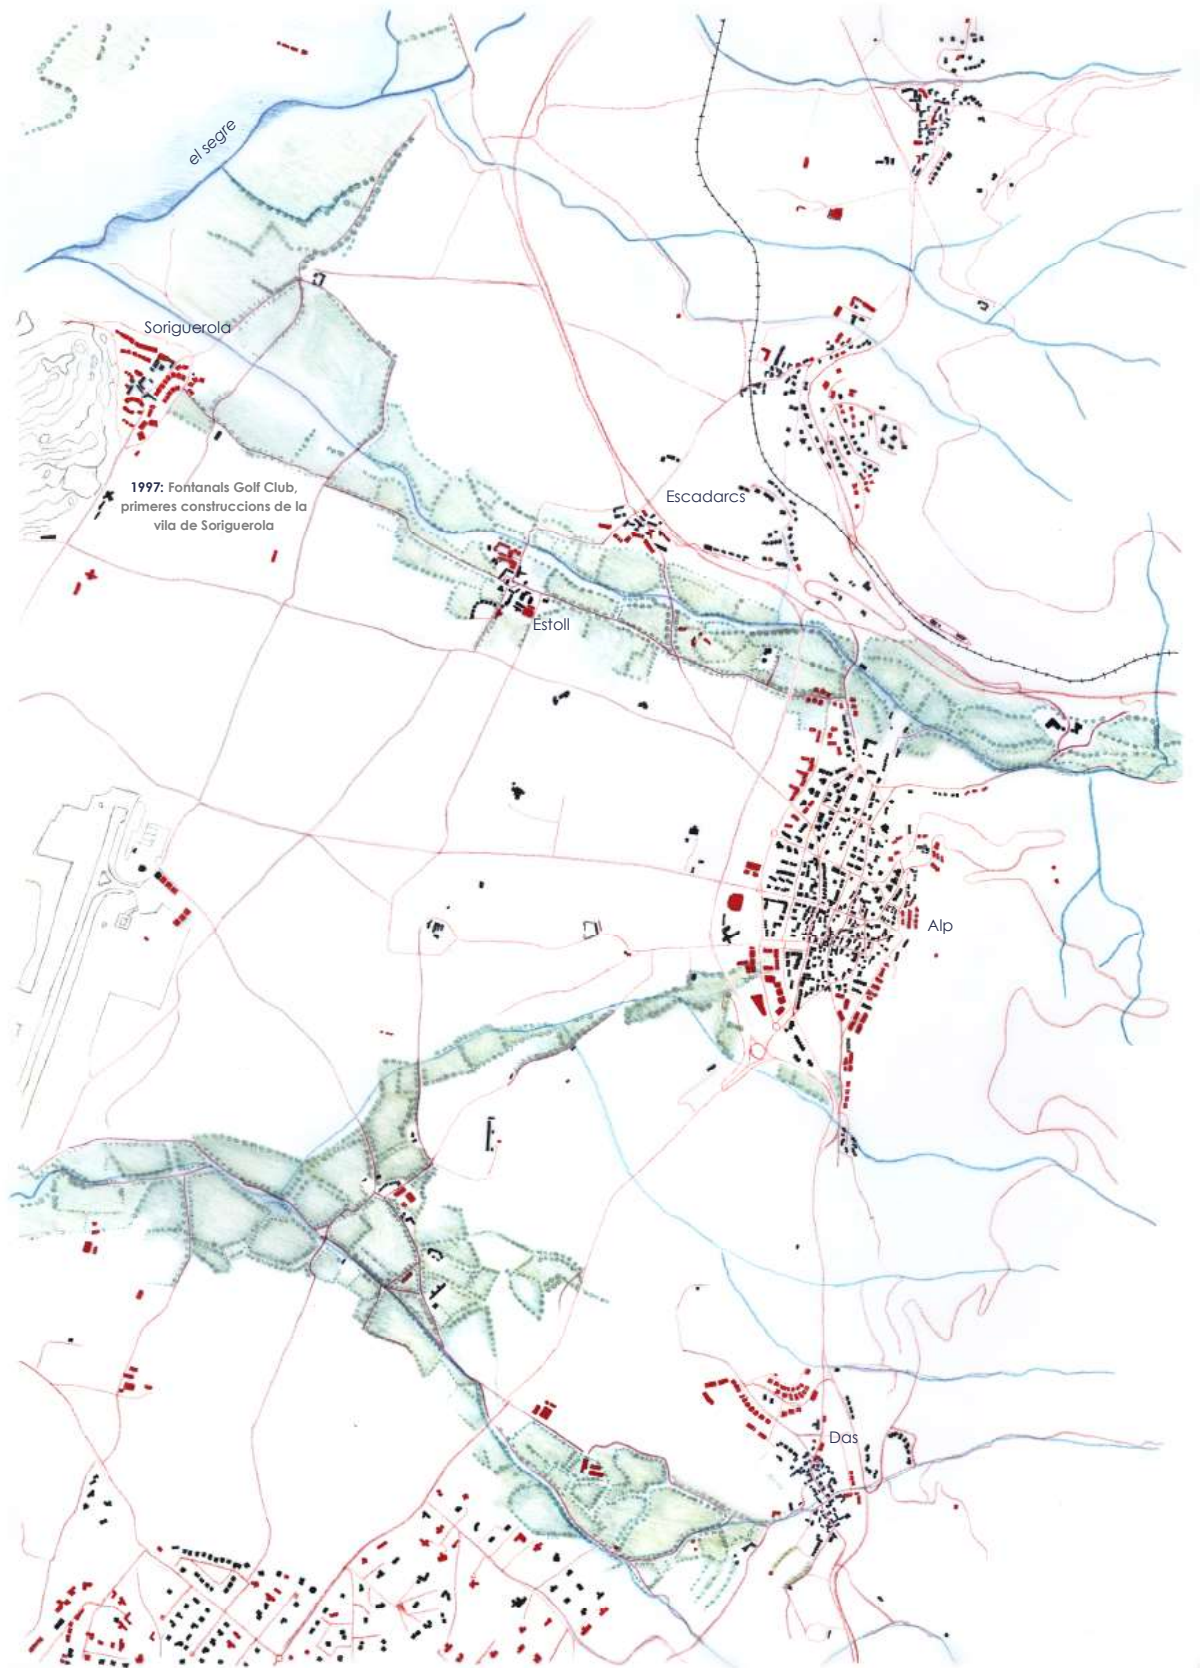 el segre
Soriguerola
1997: Fontanals Golf Club,
primeres construccions de la
vila de Soriguerola
Escadarcs
Estoll
Alp
Das